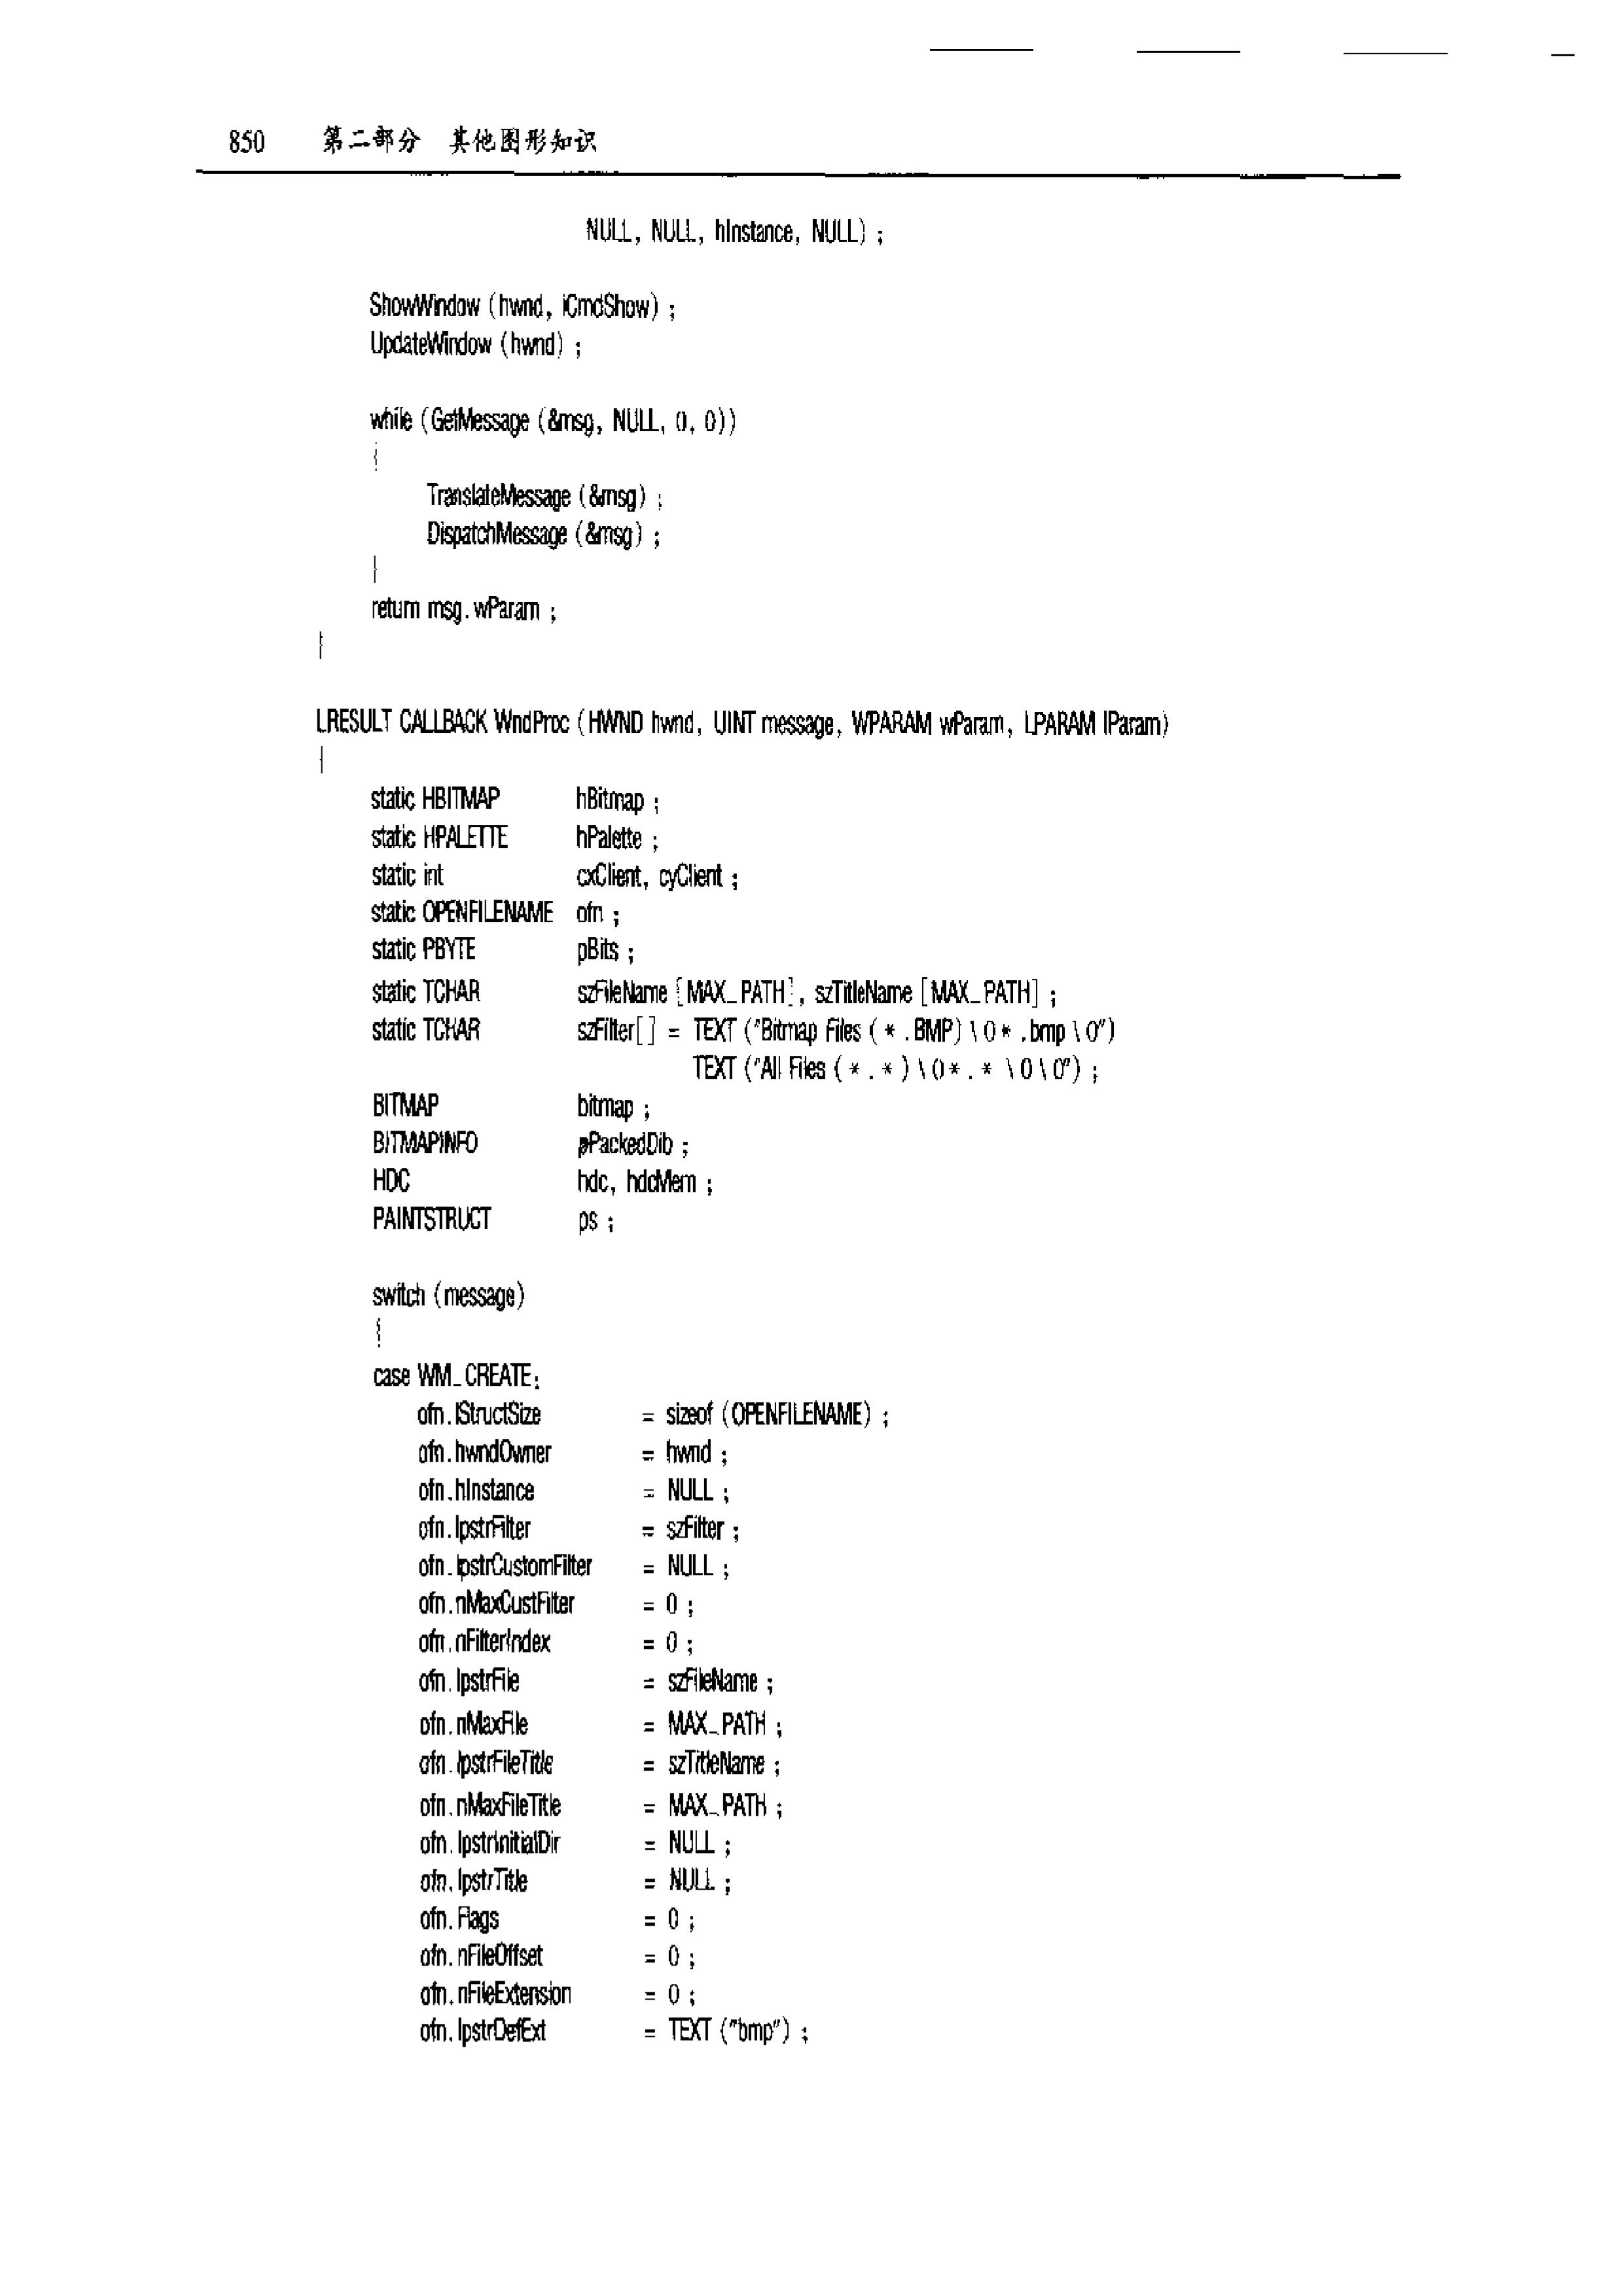 850 第二部分 其他图形知识
NULL, NULL, hInstance, NULL) ;
ShowWindow (hwnd, iCmdShow) ;
UpdateWindow (hwnd) ;
while (GetMessage (&msg, NULL, 0, 0))
{
TranslateMessage (&msg) ;
DispatchMessage (&msg) ;
}
return msg.wParam ;
}
LRESULT CALLBACK WndProc (HWND hwnd, UINT message, WPARAM wParam, LPARAM lParam)
{
static HBITMAP hBitmap ;
static HPALETTE hPalette ;
static int cxClient, cyClient ;
static OPENFILENAME ofn ;
static PBYTE pBits ;
static TCHAR szFileName [MAX_PATH], szTitleName [MAX_PATH] ;
static TCHAR szFilter[ ] = TEXT ("Bitmap Files ( * .BMP) \ 0 * .bmp \ 0")
TEXT ("All Files ( * . * ) \ 0 * . * \ 0 \ 0") ;
BITMAP bitmap ;
BITMAPINFO pPackedDib ;
HDC hdc, hdcMem ;
PAINTSTRUCT ps ;
switch (message)
{
case WM_CREATE:
ofn.lStructSize = sizeof (OPENFILENAME) ;
ofn.hwndOwner = hwnd ;
ofn.hInstance = NULL ;
ofn.lpstrFilter = szFilter ;
ofn.lpstrCustomFilter = NULL ;
ofn.nMaxCustFilter = 0 ;
ofn.nFilterIndex = 0 ;
ofn.lpstrFile = szFileName ;
ofn.nMaxFile = MAX_PATH ;
ofn.lpstrFileTitle = szTitleName ;
ofn.nMaxFileTitle = MAX_PATH ;
ofn.lpstrInitialDir = NULL ;
ofn.lpstrTitle = NULL ;
ofn.Flags = 0 ;
ofn.nFileOffset = 0 ;
ofn.nFileExtension = 0 ;
ofn.lpstrDefExt = TEXT ("bmp") ;